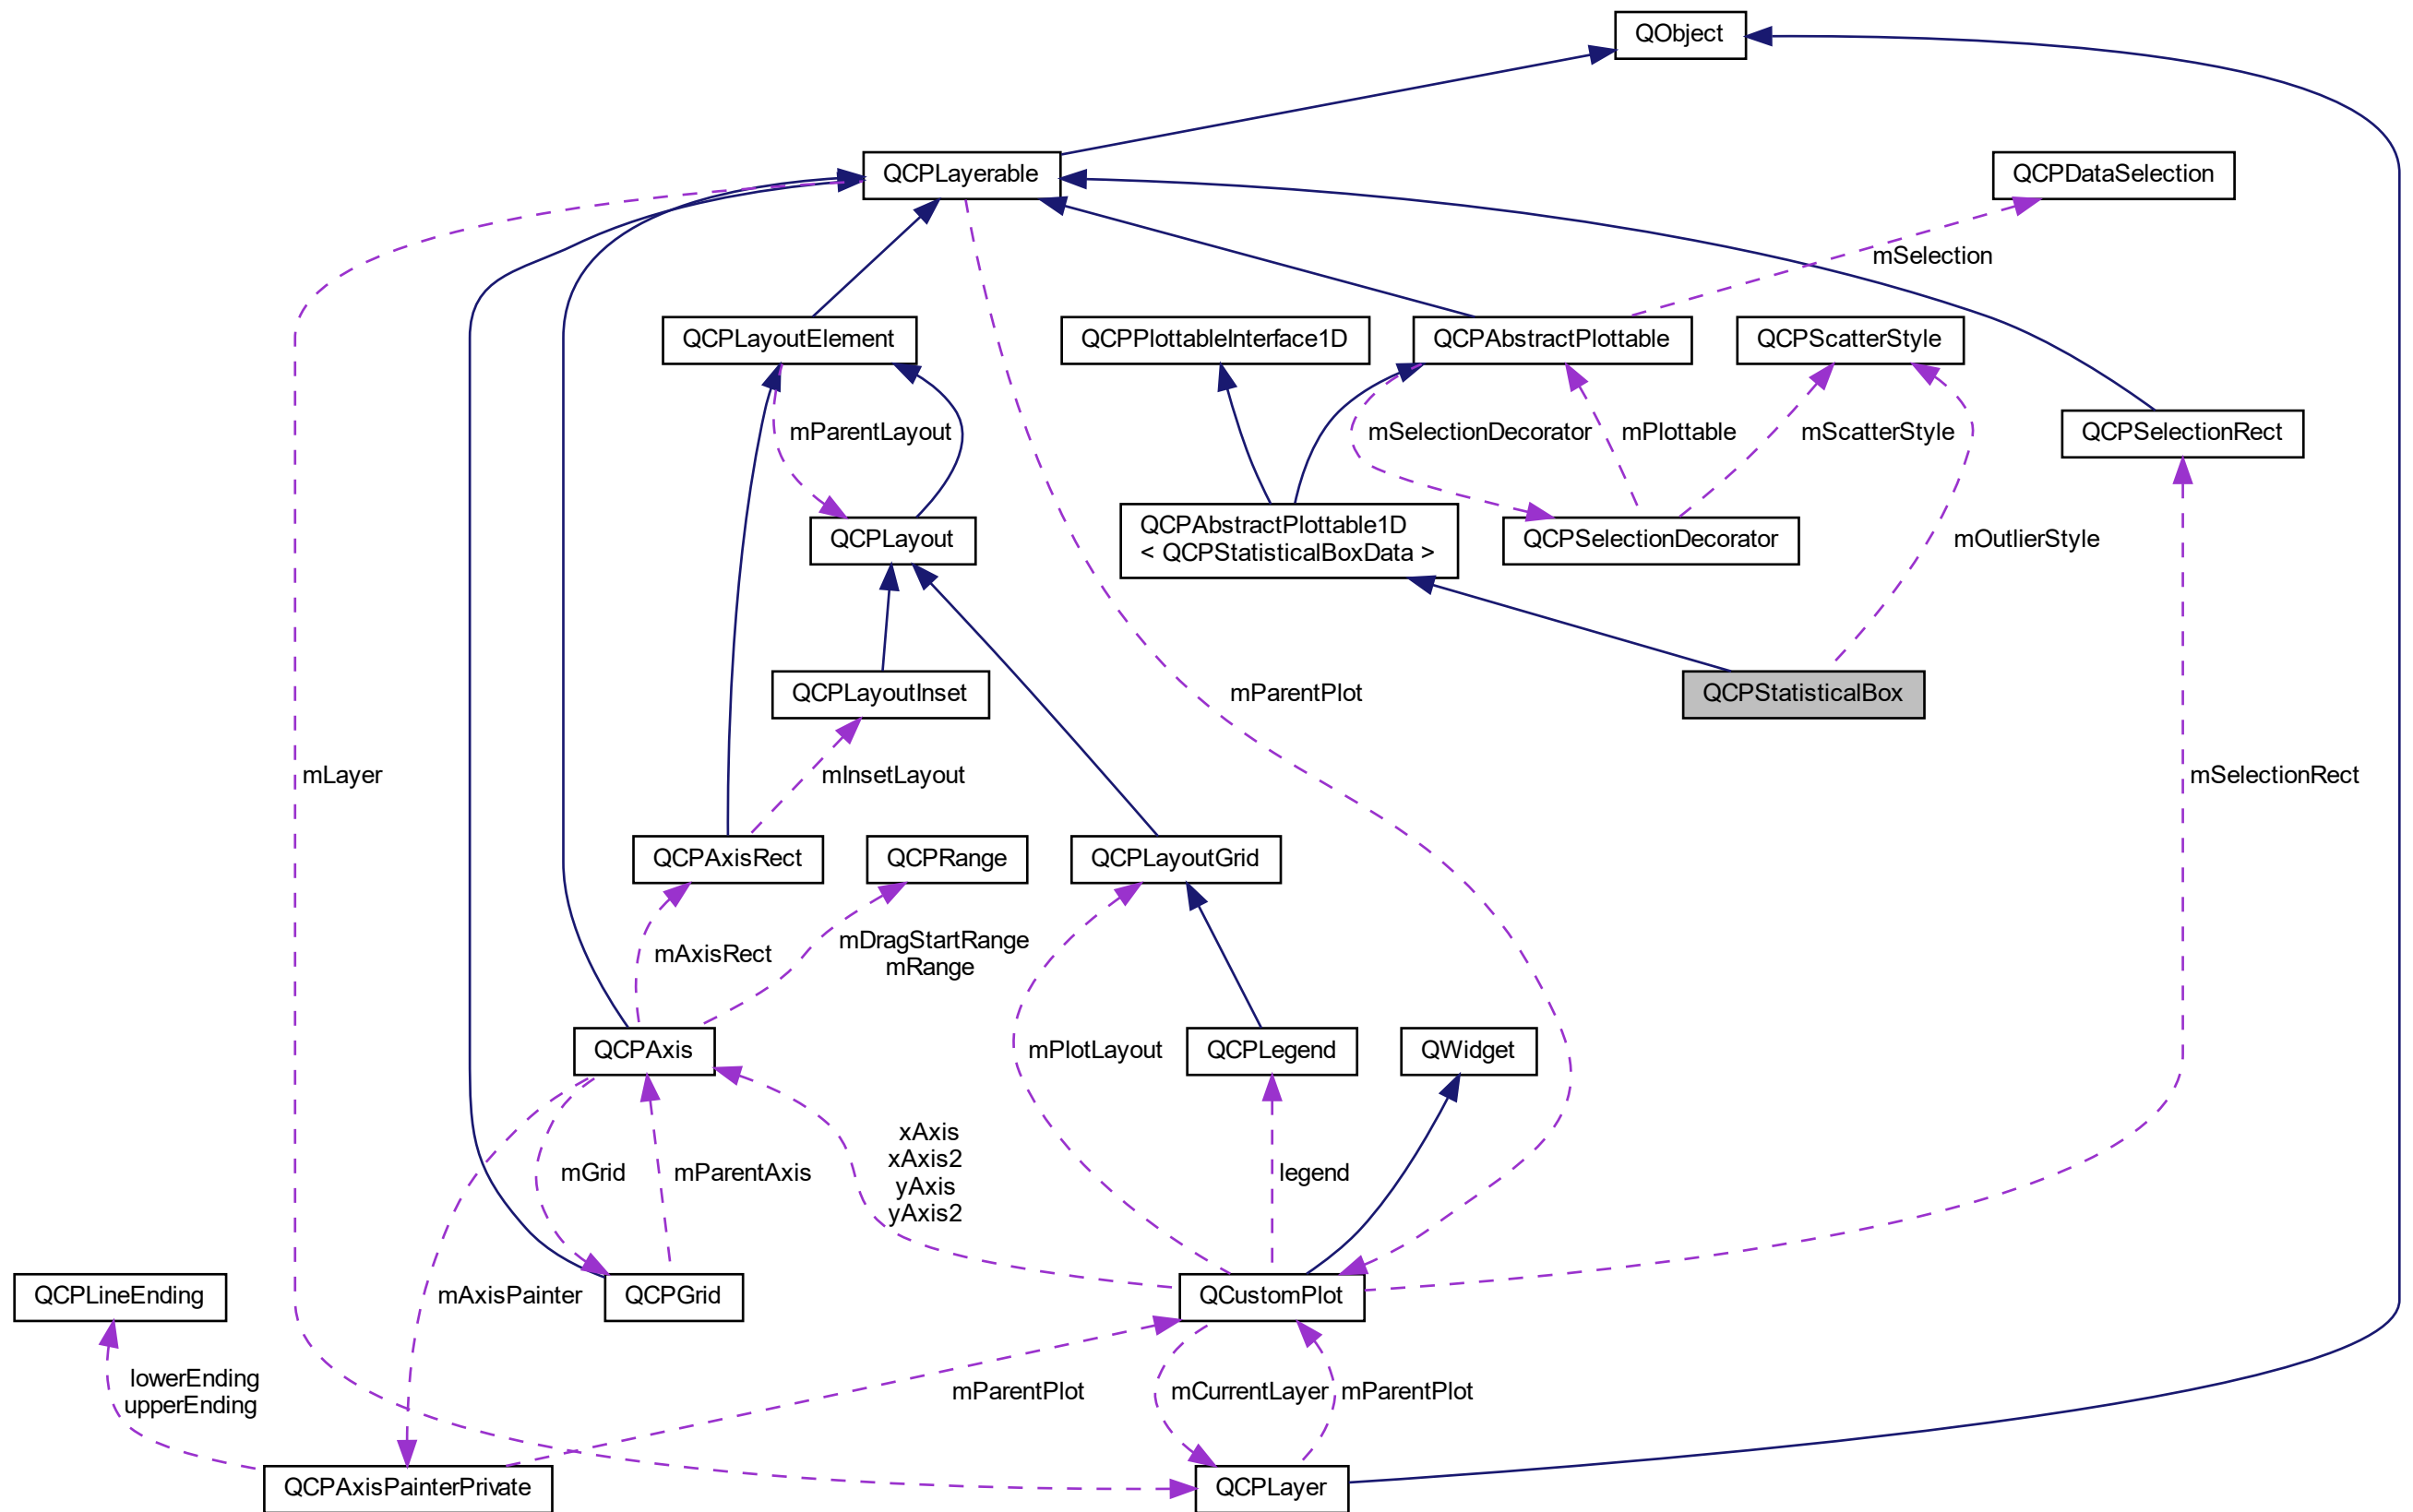 QObject
QCPLayerable
QCPDataSelection
mSelection
QCPLayoutElement
QCPPlottableInterface1D
QCPAbstractPlottable
QCPScatterStyle
mParentLayout
mSelectionDecorator
mPlottable
mScatterStyle
QCPSelectionRect
QCPLayout
QCPAbstractPlottable1D
< QCPStatisticalBoxData >
QCPSelectionDecorator
mOutlierStyle
QCPLayoutInset
mParentPlot
QCPStatisticalBox
mLayer
mInsetLayout
mSelectionRect
QCPAxisRect
QCPRange
QCPLayoutGrid
mAxisRect
mDragStartRange
mRange
QCPAxis
mPlotLayout
QCPLegend
QWidget
mGrid
mParentAxis
xAxis
xAxis2
yAxis
yAxis2
legend
QCPLineEnding
mAxisPainter
QCPGrid
QCustomPlot
lowerEnding
upperEnding
mParentPlot
mCurrentLayer
mParentPlot
QCPAxisPainterPrivate
QCPLayer